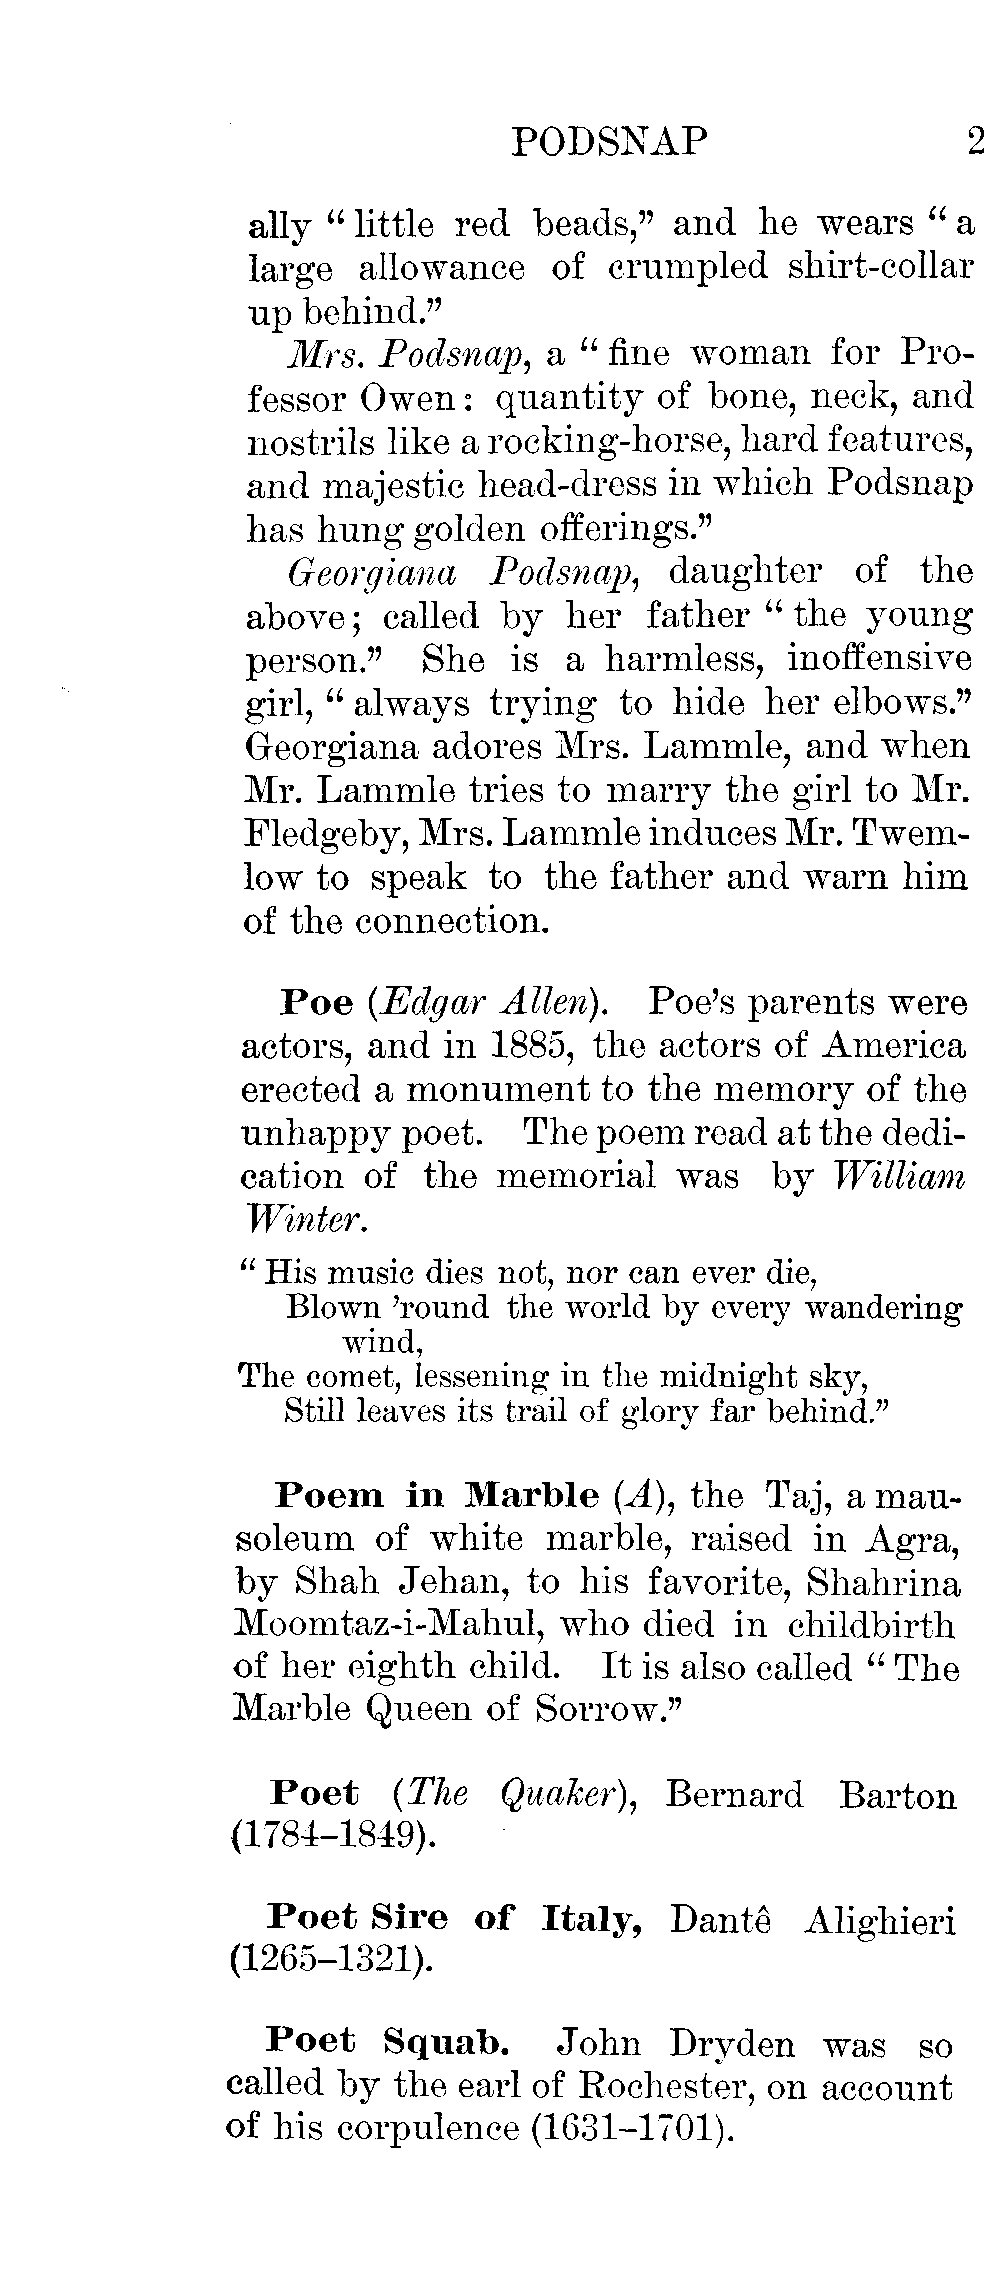 PODSNAP 2
ally “little red beads,” and he wears “a
large allowance of crumpled shirt-collar
up behind.”
Mrs. Podsnap, a “fine woman for Pro-
fessor Owen: quantity of bone, neck, and
nostrils like a rocking-horse, hard features,
and majestic head-dress in which Podsnap
has hung golden offerings.”
Georgiana Podsnap, daughter of the
above; called by her father “the young
person.” She is a harmless, inoffensive
girl, “always trying to hide her elbows.”
Georgiana adores Mrs. Lammle, and when
Mr. Lammle tries to marry the girl to Mr.
Fledgeby, Mrs. Lammle induces Mr. Twem-
low to speak to the father and warn him
of the connection.
Poe (Edgar Allen). Poe’s parents were
actors, and in 1885, the actors of America
erected a monument to the memory of the
unhappy poet. The poem read at the dedi-
cation of the memorial was by William
Winter.
“His music dies not, nor can ever die,
Blown ’round the world by every wandering
wind,
The comet, lessening in the midnight sky,
Still leaves its trail of glory far behind.”
Poem in Marble (A), the Taj, a mau-
soleum of white marble, raised in Agra,
by Shah Jehan, to his favorite, Shahrina
Moomtaz-i-Mahul, who died in childbirth
of her eighth child. It is also called “The
Marble Queen of Sorrow.”
Poet (The Quaker), Bernard Barton
(1784–1849).
Poet Sire of Italy, Dantê Alighieri
(1265–1321).
Poet Squab. John Dryden was so
called by the earl of Rochester, on account
of his corpulence (1631–1701).